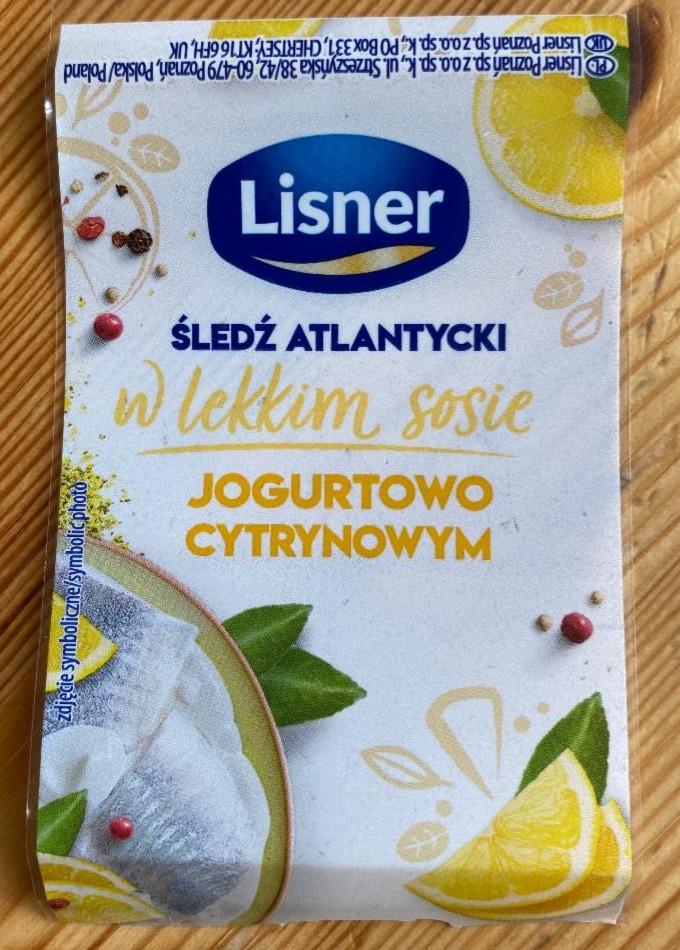 PL Lisner Poznań sp. z o.o. sp. k., ul. Strzeszyńska 38/42, 60-479 Poznań, Polska/Poland
UK Lisner Poznań sp. z o.o. sp. k., PO Box 331, CHERTSEY, KT16 6FH, UK
Lisner
ŚLEDŹ ATLANTYCKI
w lekkim sosie
JOGURTOWO
CYTRYNOWYM
zdjęcie symboliczne/symbolic photo